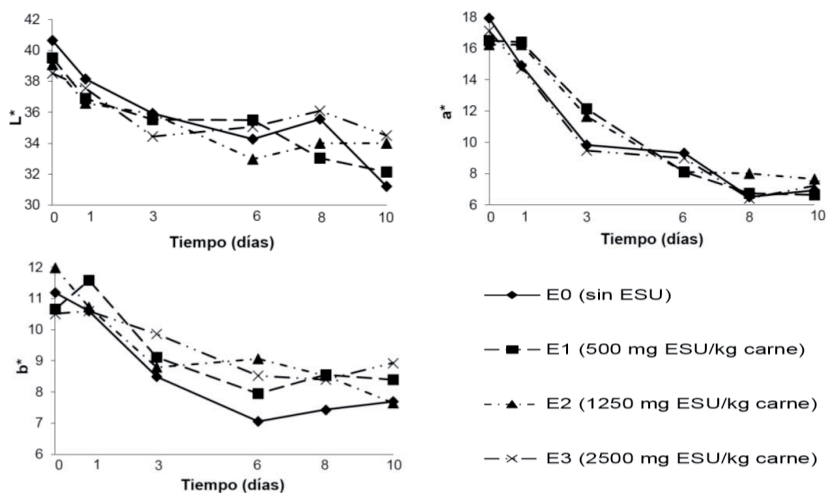 42
40
38
36
34
32
30
L*
0 1 3 6 8 10
Tiempo (días)
18
16
14
12
10
8
6
a*
0 1 3 6 8 10
Tiempo (días)
12
11
10
9
8
7
6
b*
0 1 3 6 8 10
Tiempo (días)
E0 (sin ESU)
E1 (500 mg ESU/kg carne)
E2 (1250 mg ESU/kg carne)
E3 (2500 mg ESU/kg carne)